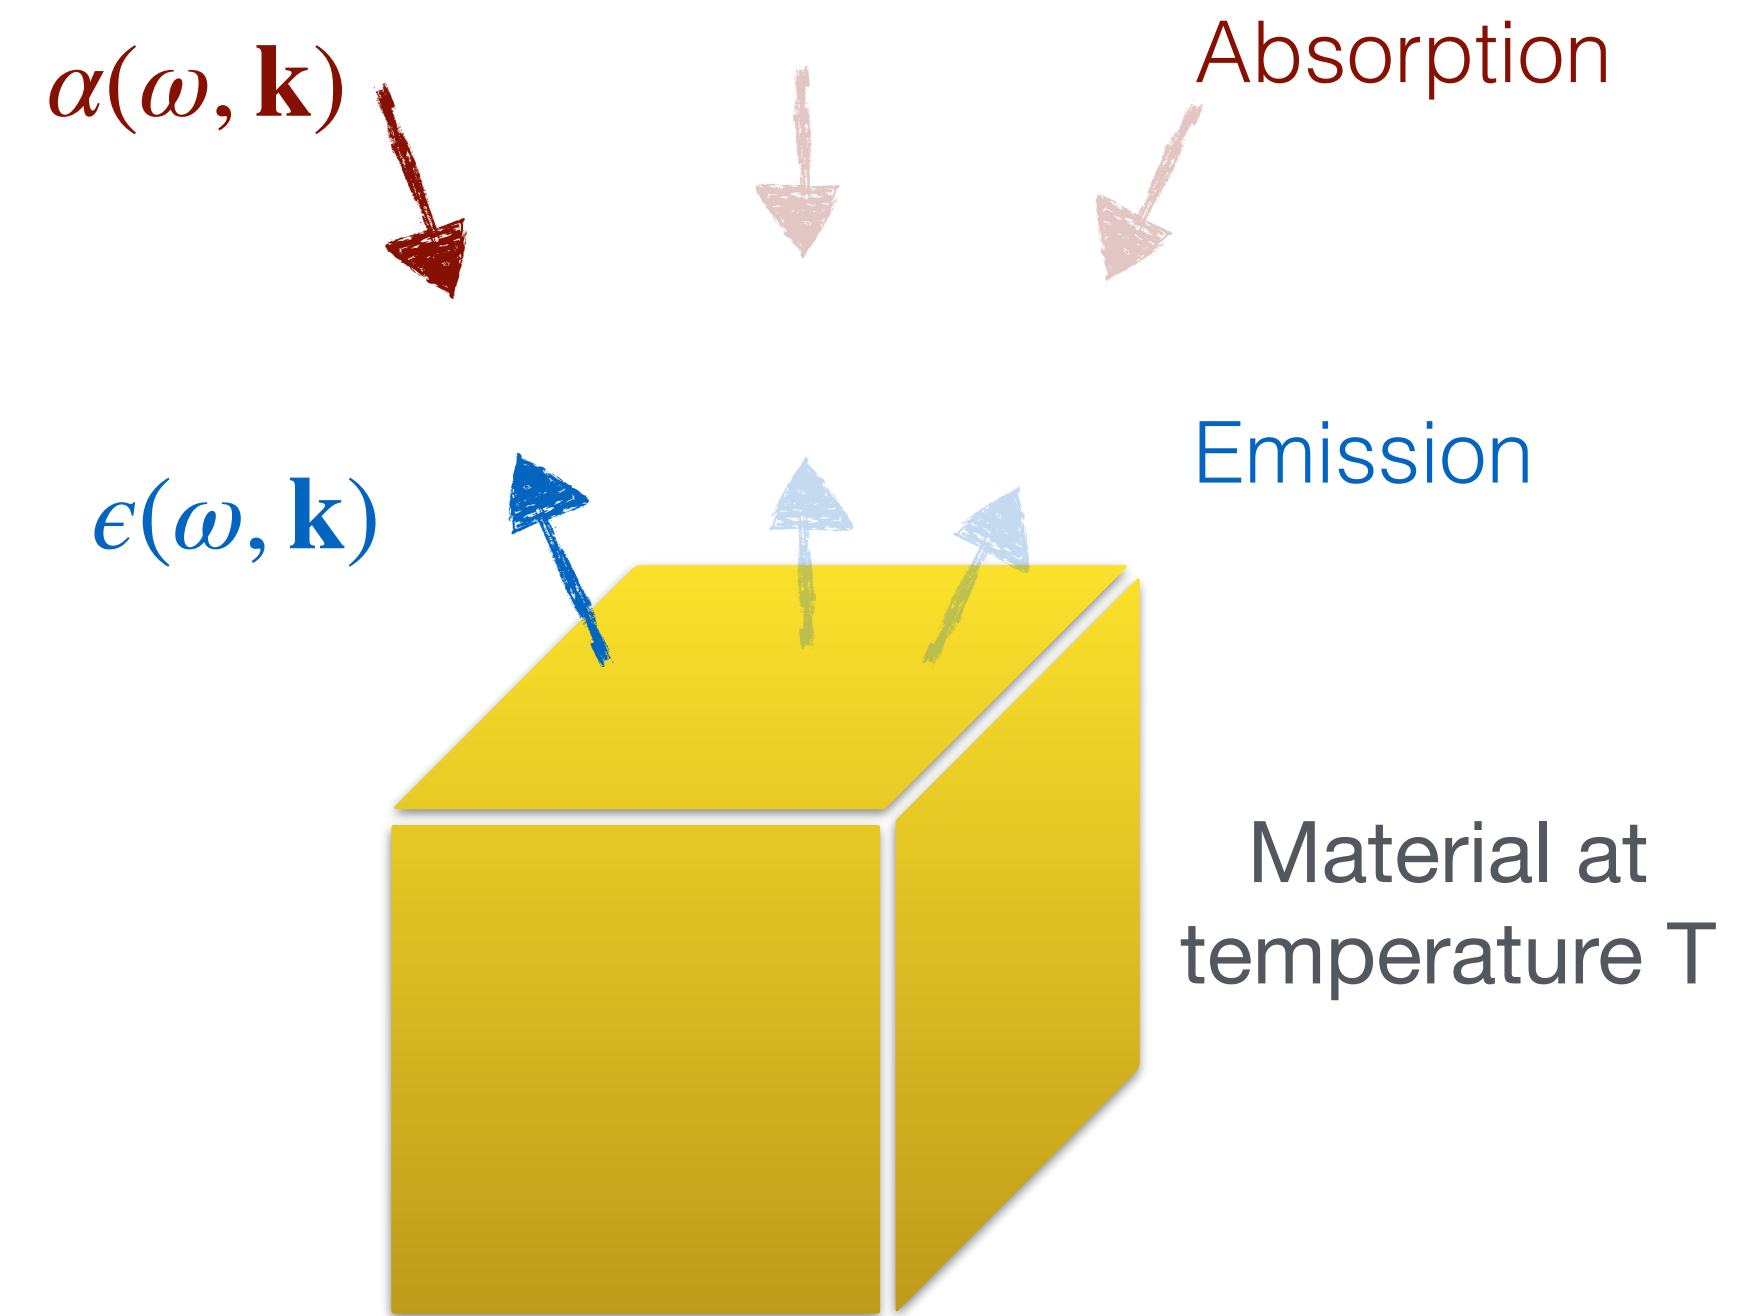 α(ω, k)
Absorption
Emission
ϵ(ω, k)
Material at
temperature T